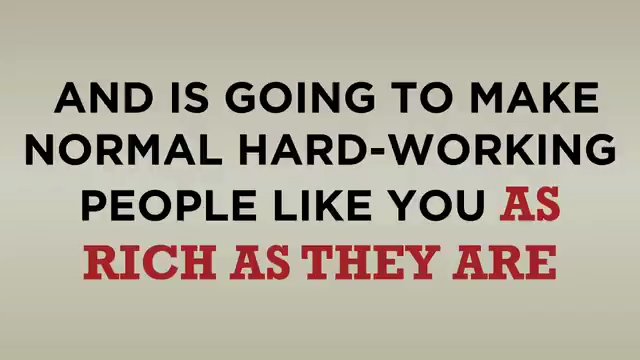 AND IS GOING TO MAKE
NORMAL HARD-WORKING
PEOPLE LIKE YOU AS
RICH AS THEY ARE